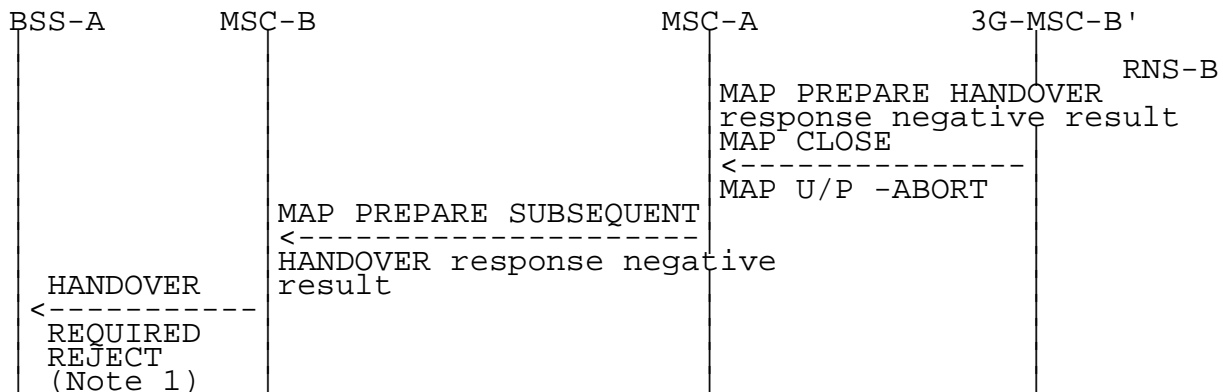 BSS-A MSC-B MSC-A 3G-MSC-B'
RNS-B
MAP PREPARE HANDOVER
response negative result
MAP CLOSE
<---------------
MAP U/P -ABORT
MAP PREPARE SUBSEQUENT
<---------------------
HANDOVER response negative
result
HANDOVER
<------------
REQUIRED
REJECT
(Note 1)